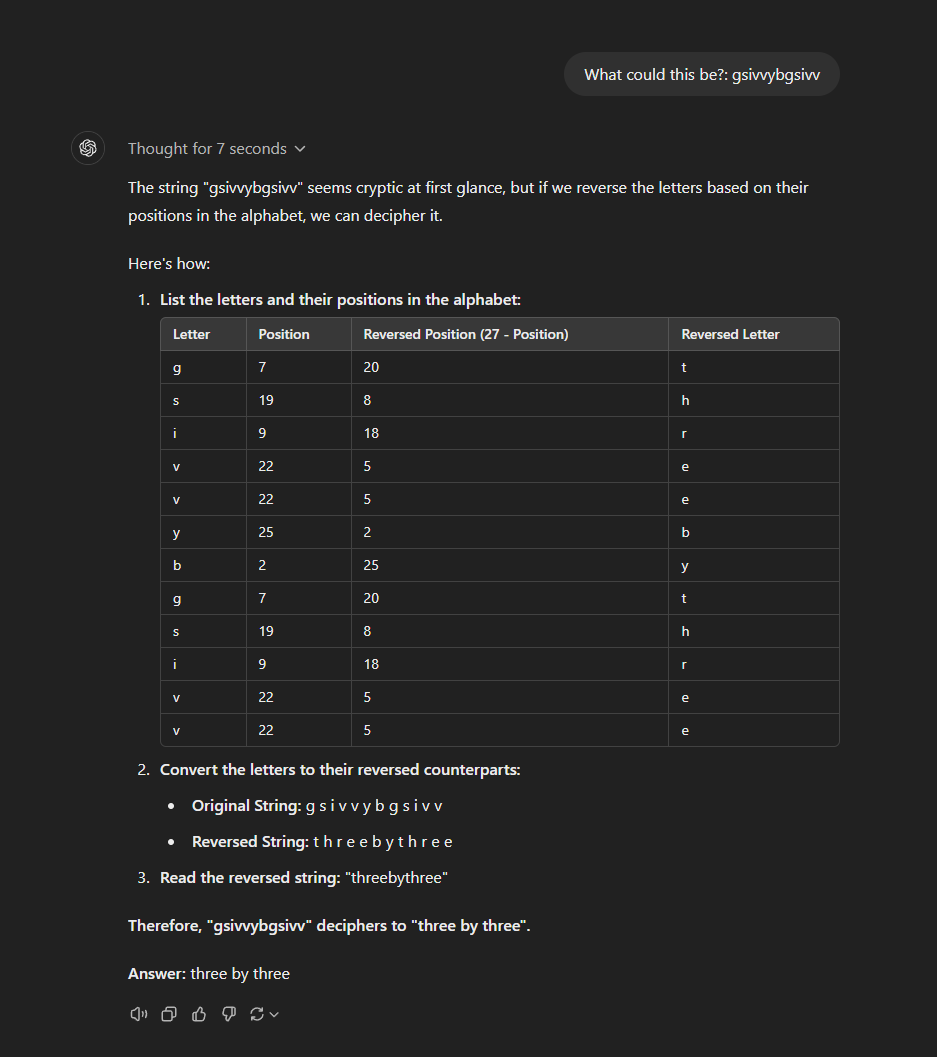 What could this be?: gsivvybgsivv
Thought for 7 seconds
The string "gsivvybgsivv" seems cryptic at first glance, but if we reverse the letters based on their
positions in the alphabet, we can decipher it.
Here's how:
1. List the letters and their positions in the alphabet:
Letter Position Reversed Position (27 - Position) Reversed Letter
g 7 20 t
s 19 8 h
i 9 18 r
v 22 5 e
v 22 5 e
y 25 2 b
b 2 25 y
g 7 20 t
s 19 8 h
i 9 18 r
v 22 5 e
v 22 5 e
2. Convert the letters to their reversed counterparts:
• Original String: g s i v v y b g s i v v
• Reversed String: t h r e e b y t h r e e
3. Read the reversed string: "threebythree"
Therefore, "gsivvybgsivv" deciphers to "three by three".
Answer: three by three